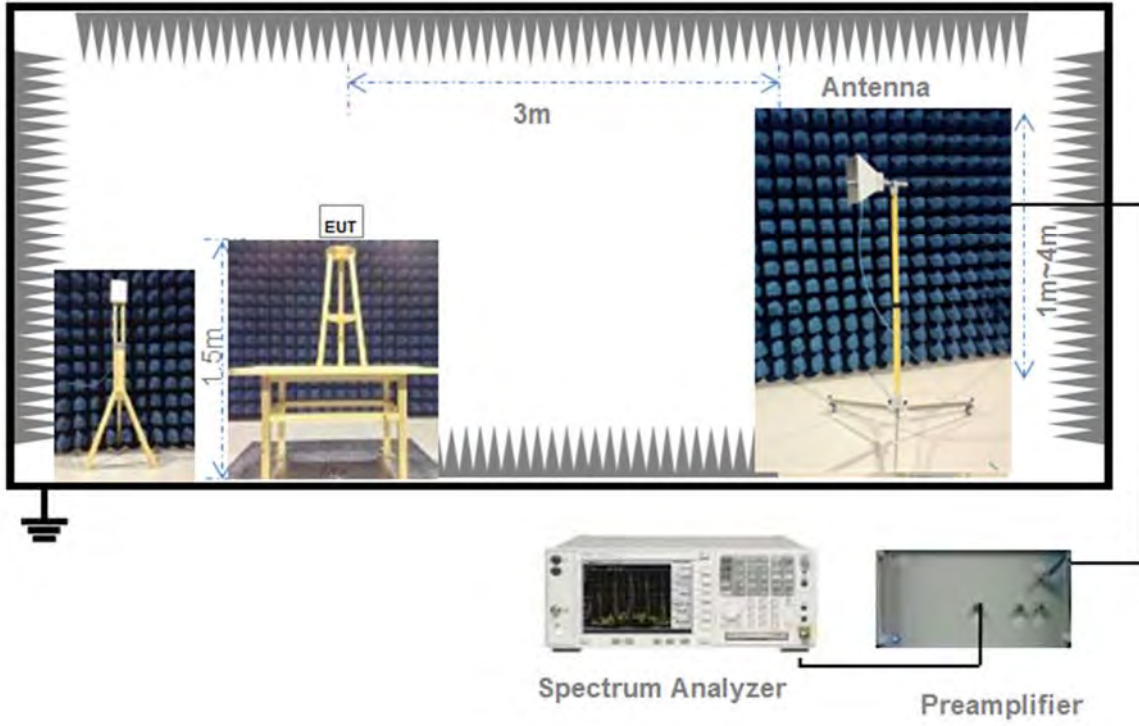 Antenna
3m
EUT
1.5m
1m~4m
Spectrum Analyzer
Preamplifier